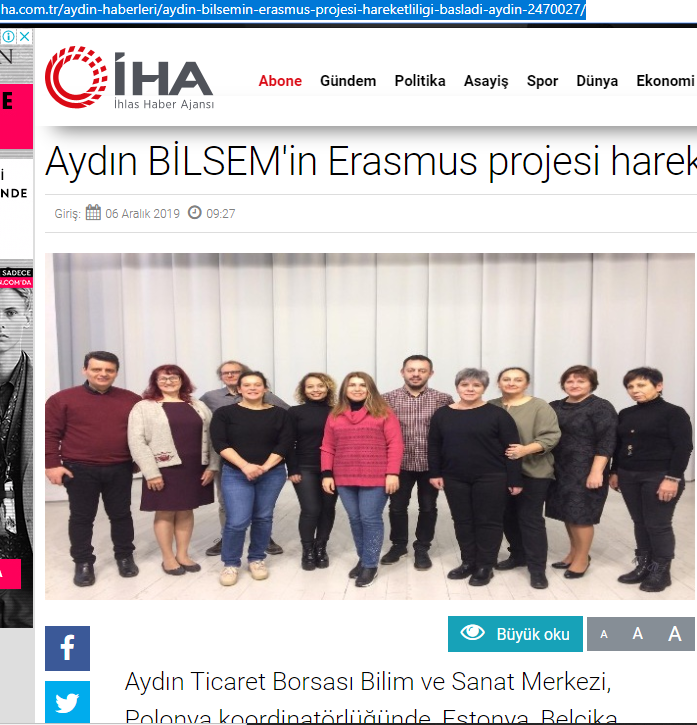 ha.com.tr/aydin-haberleri/aydin-bilsemin-erasmus-projesi-hareketliligi-basladi-aydin-2470027/
N
E
İHA
İhlas Haber Ajansı
Abone Gündem Politika Asayiş Spor Dünya Ekonomi
Aydın BİLSEM'in Erasmus projesi harek
İ
NDE
Giriş: 06 Aralık 2019 09:27
SADECE
N.COM'DA
A
Büyük oku A A A
Aydın Ticaret Borsası Bilim ve Sanat Merkezi,
Polonya koordinatörlüğünde, Estonya, Belçika